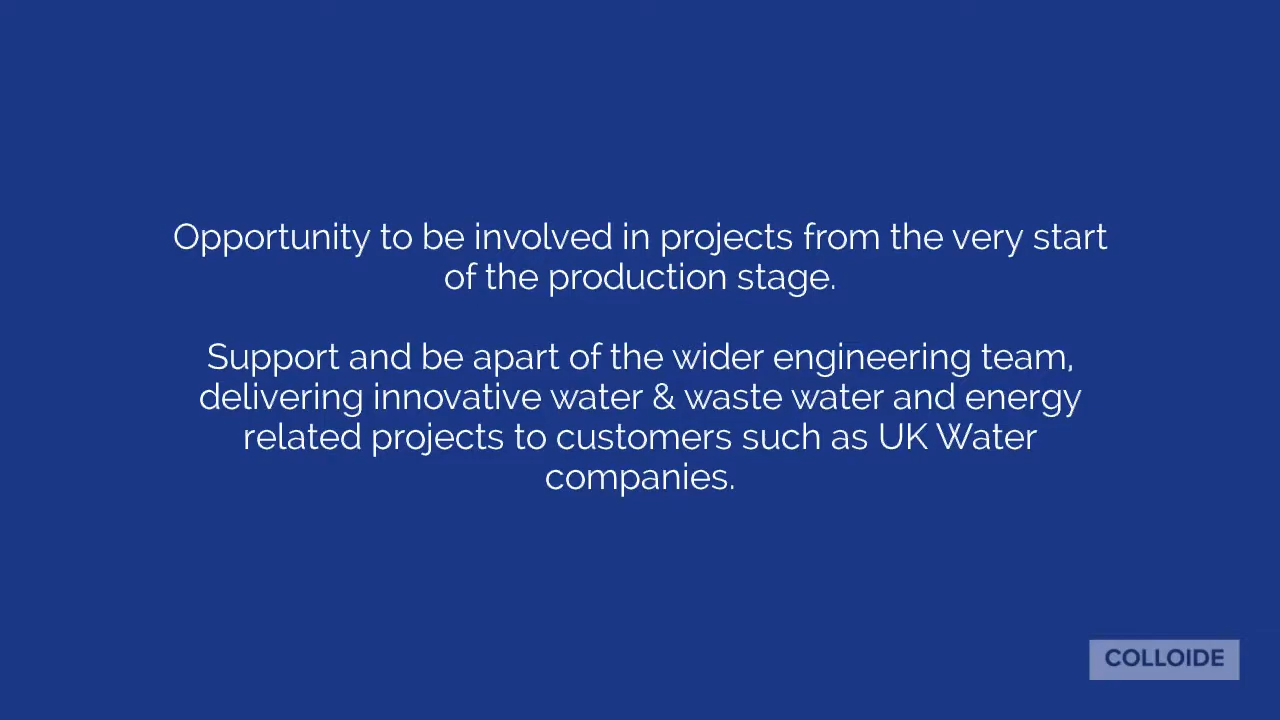 Opportunity to be involved in projects from the very start
of the production stage.
Support and be apart of the wider engineering team,
delivering innovative water & waste water and energy
related projects to customers such as UK Water
companies.
COLLOIDE